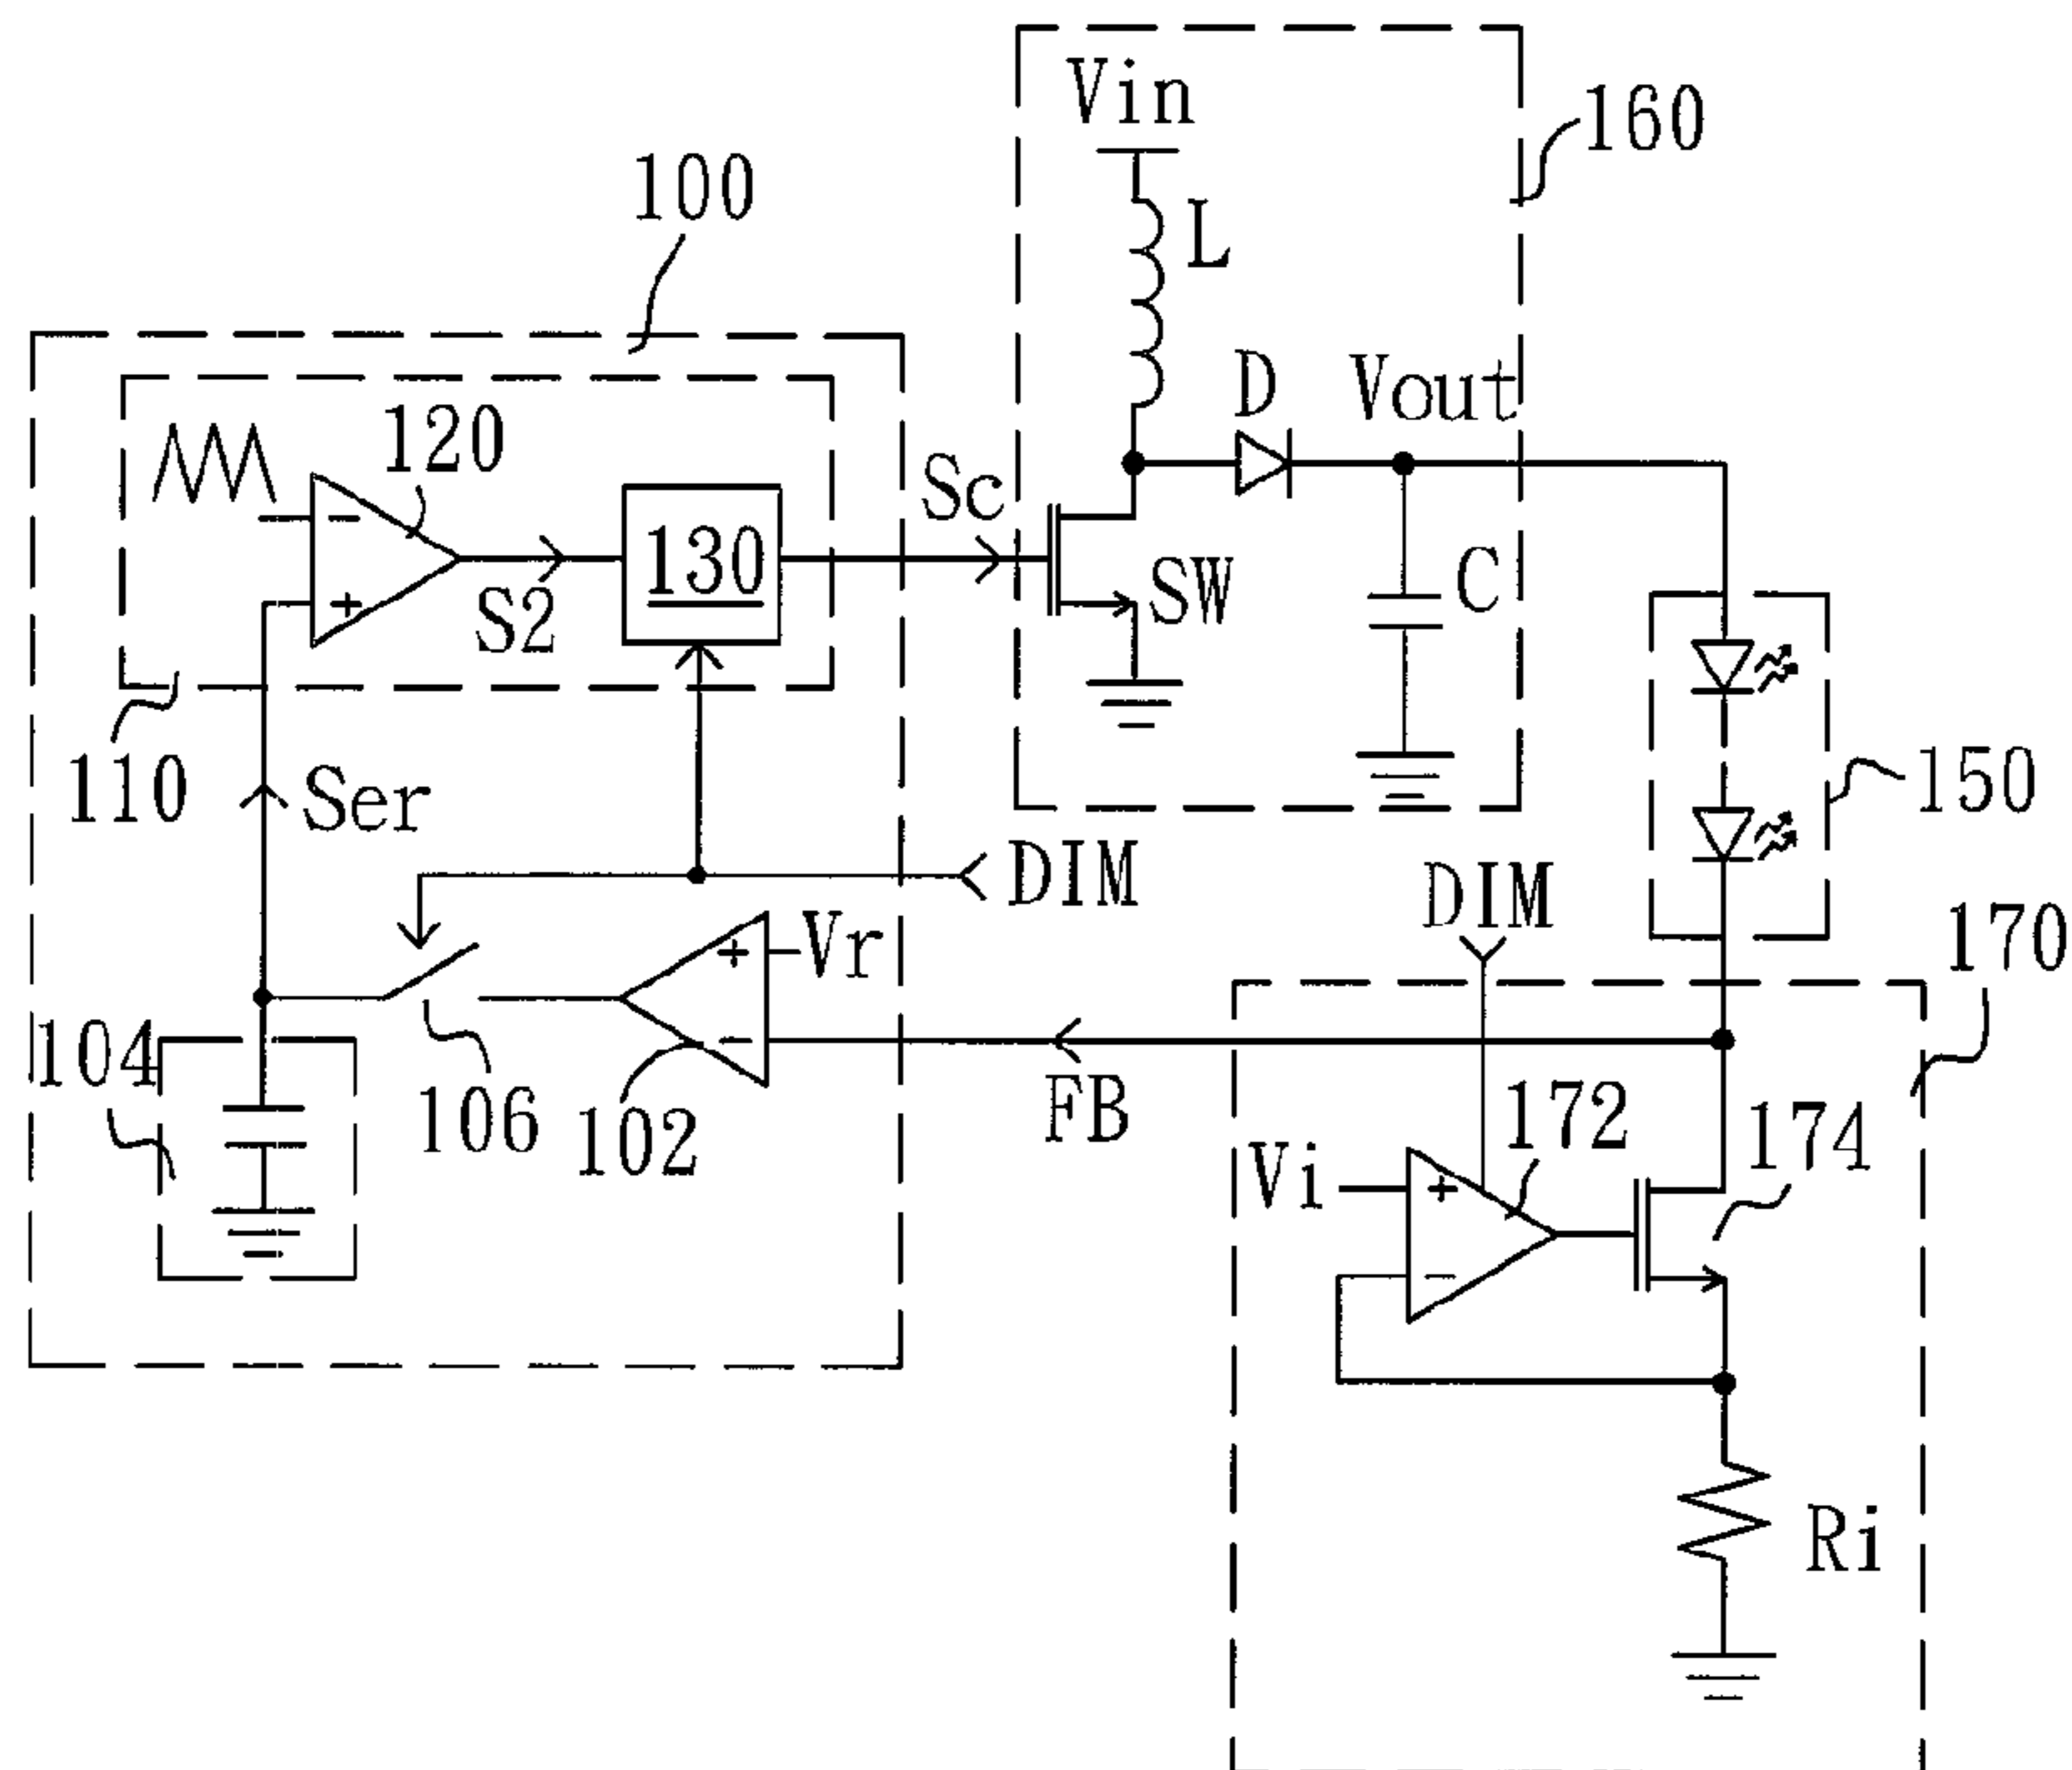 Vin
160
100
L
D
Vout
120
Sc
-
130
SW
C
S2
+
110
Ser
150
DIM
DIM
+
Vr
170
104
-
106
102
FB
172
174
Vi
+
-
Ri